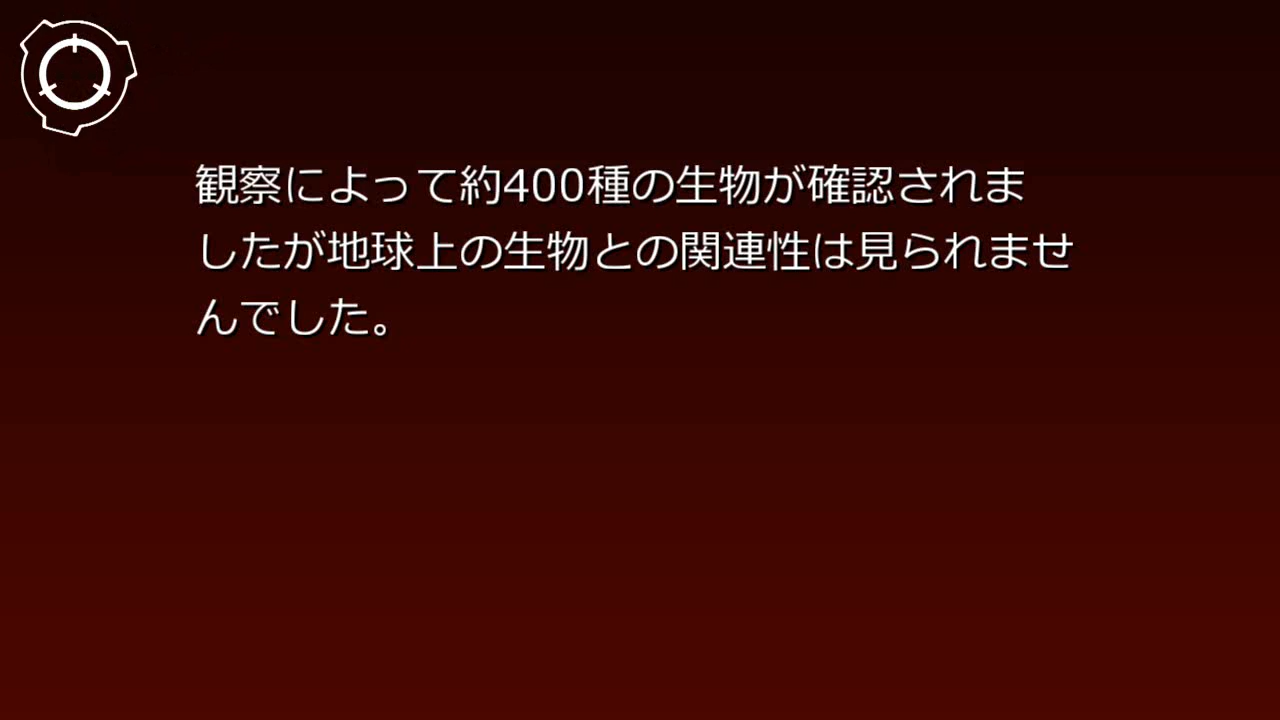 観察によって約400種の生物が確認されま
したが地球上の生物との関連性は見られませ
んでした。